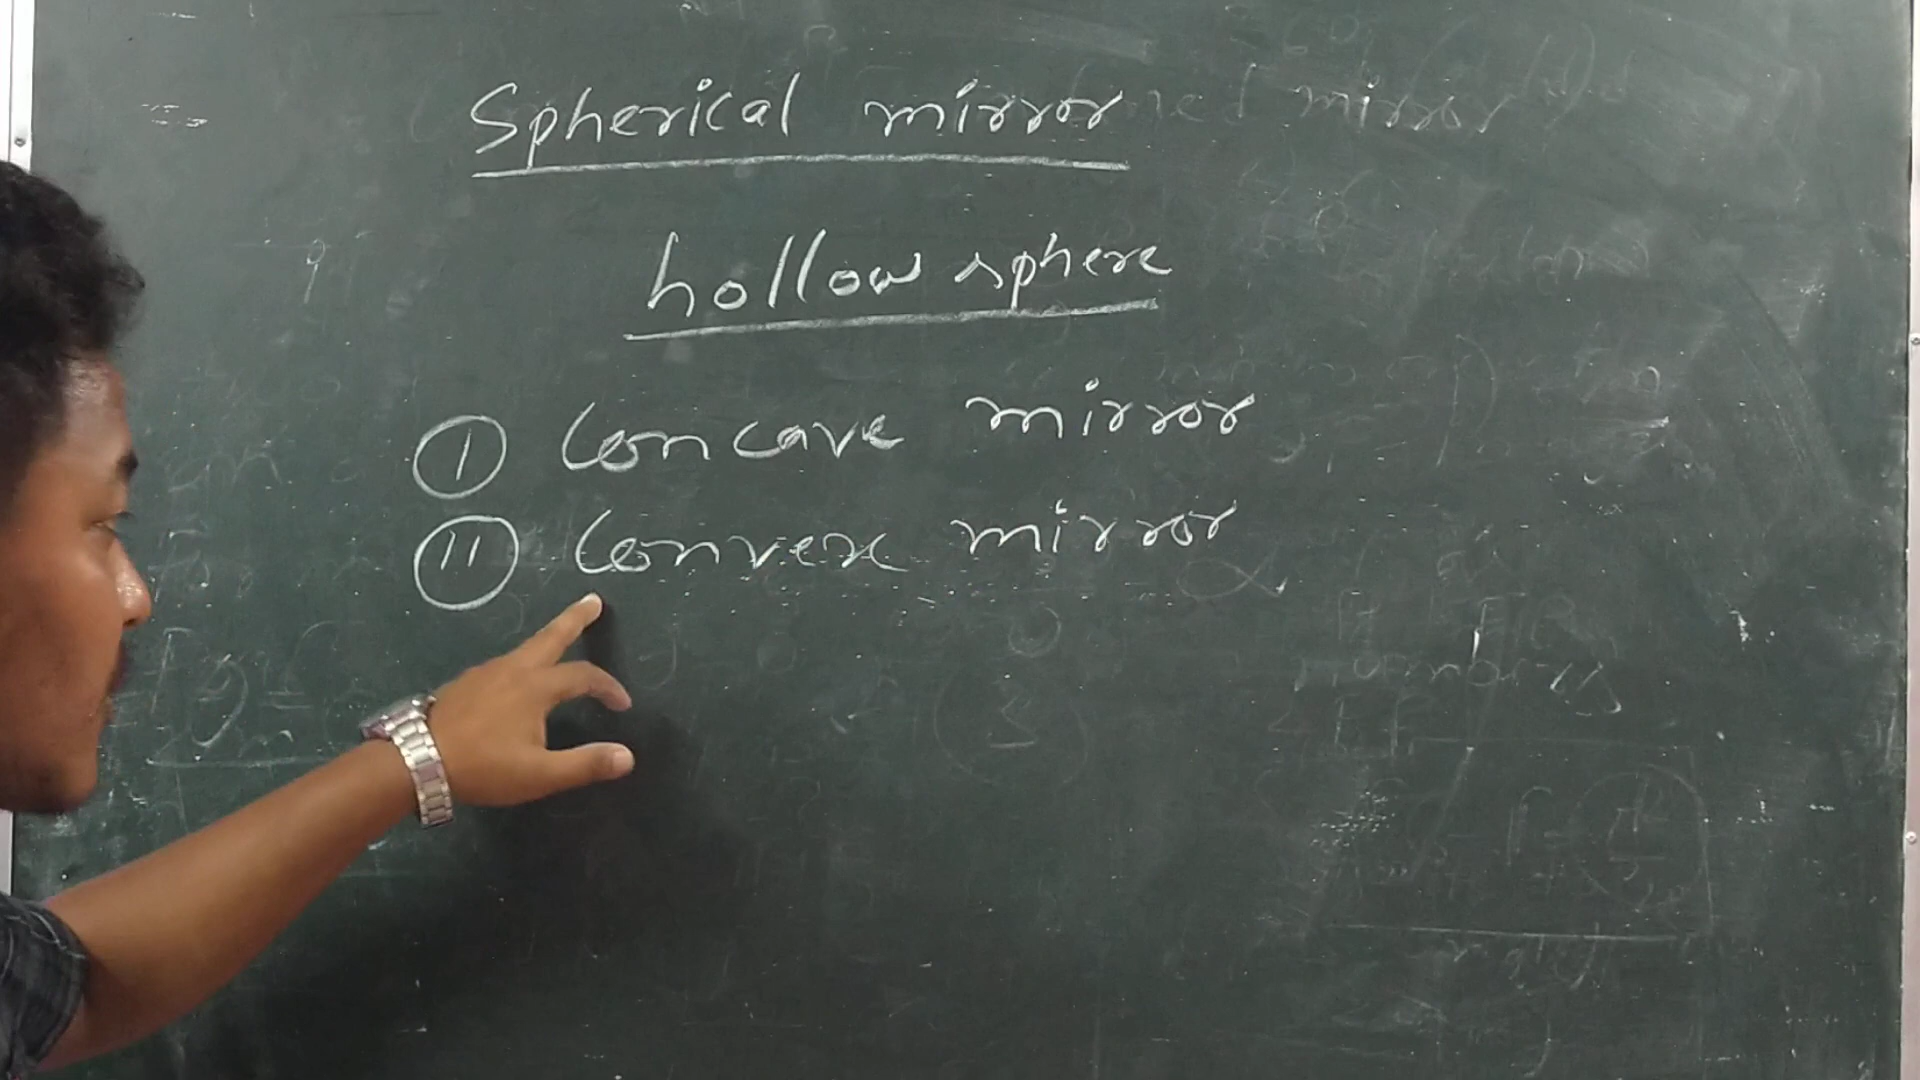 Spherical mirror
hollow sphere
I Concave mirror
II Convex mirror